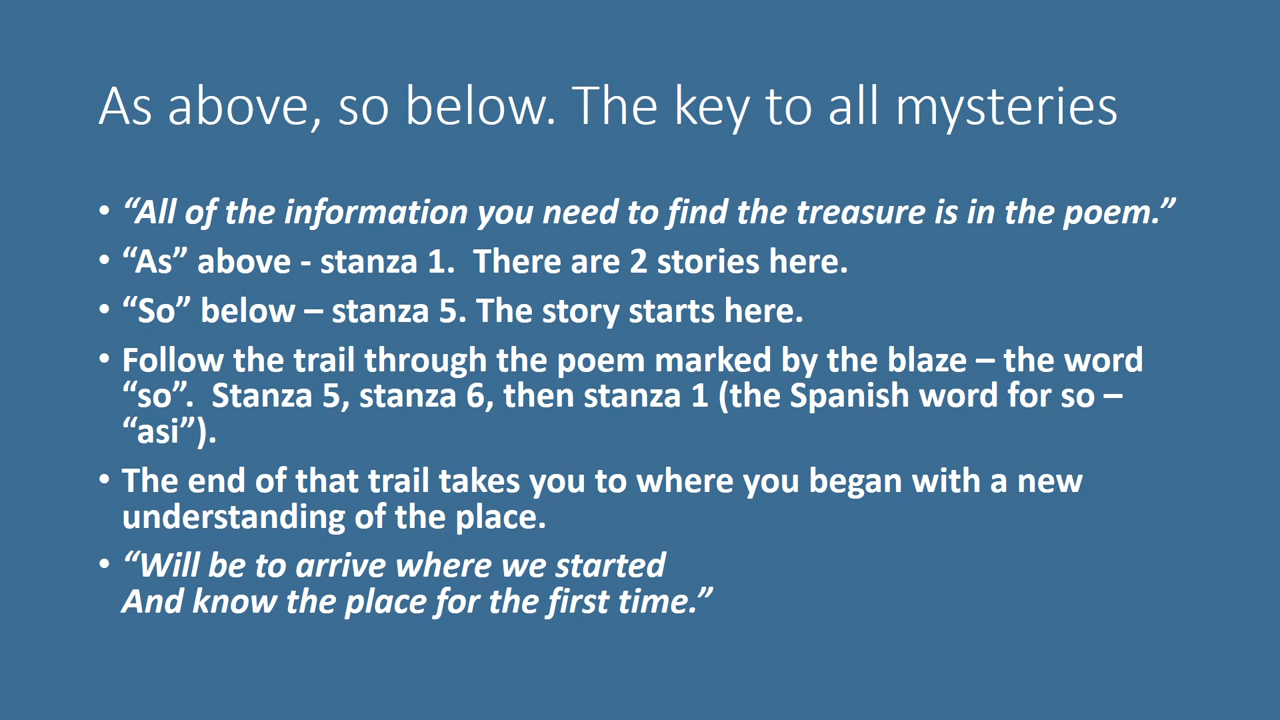 As above, so below. The key to all mysteries
• “All of the information you need to find the treasure is in the poem.”
• “As” above - stanza 1.  There are 2 stories here.
• “So” below – stanza 5. The story starts here.
• Follow the trail through the poem marked by the blaze – the word
“so”.  Stanza 5, stanza 6, then stanza 1 (the Spanish word for so –
“asi”).
• The end of that trail takes you to where you began with a new
understanding of the place.
• “Will be to arrive where we started
And know the place for the first time.”